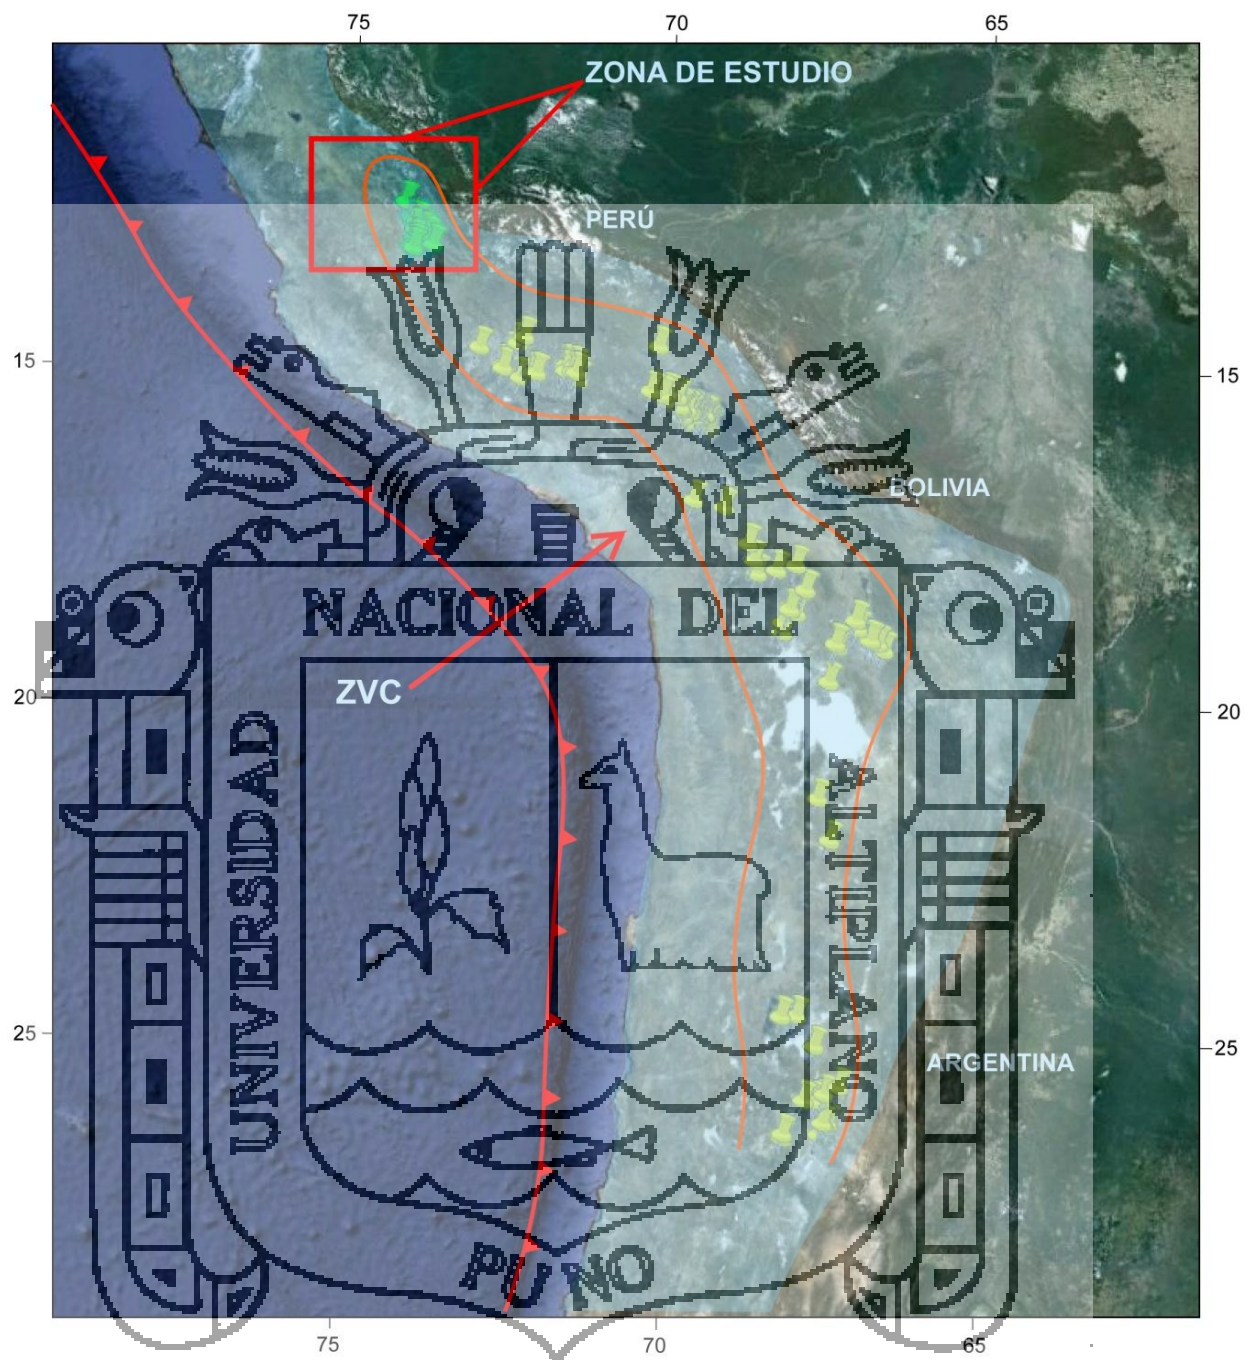 75 70 65
ZONA DE ESTUDIO
PERÚ
15 15
BOLIVIA
NACIONAL DEL
ZVC
20 20
UNIVERSIDAD
ALTIPLANO
25 25
ARGENTINA
PUNO
75 70 65